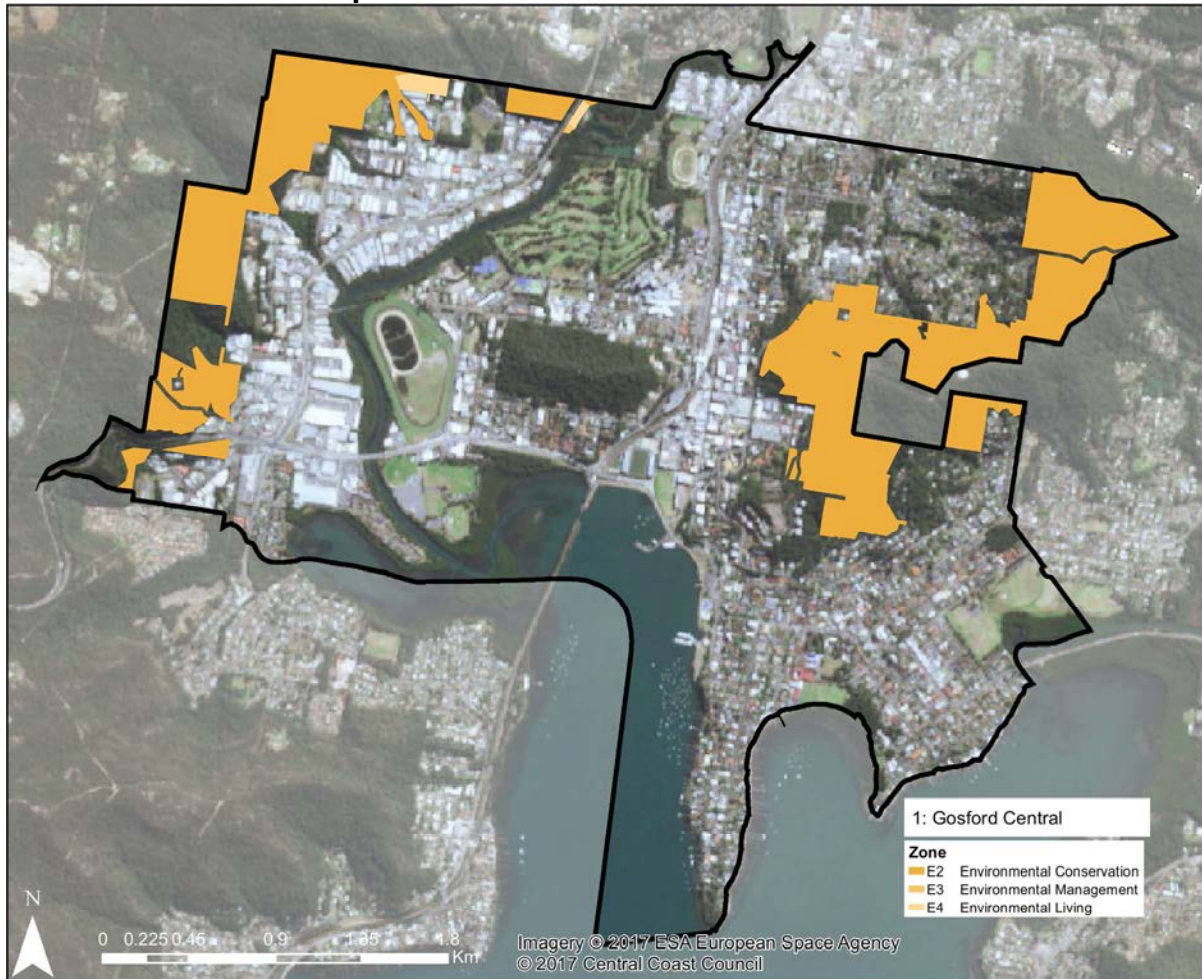 1: Gosford Central
Zone
E2 Environmental Conservation
E3 Environmental Management
E4 Environmental Living
N
0 0.225 0.45 0.9 1.35 1.8
Km
Imagery © 2017 ESA European Space Agency
© 2017 Central Coast Council